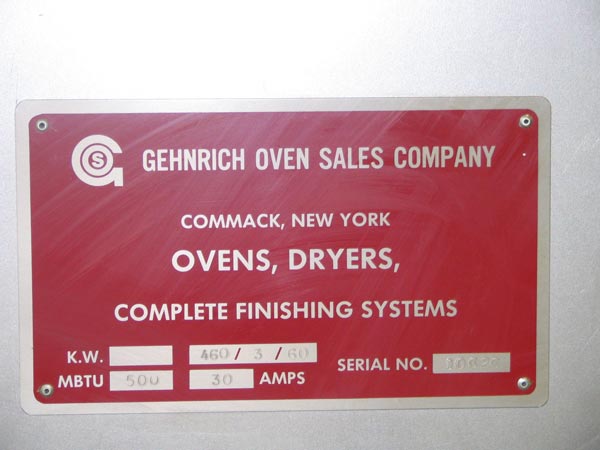 GOS GEHNRICH OVEN SALES COMPANY
COMMACK, NEW YORK
OVENS, DRYERS,
COMPLETE FINISHING SYSTEMS
K.W. 460 / 3 / 60
MBTU 500 30 AMPS
SERIAL NO.